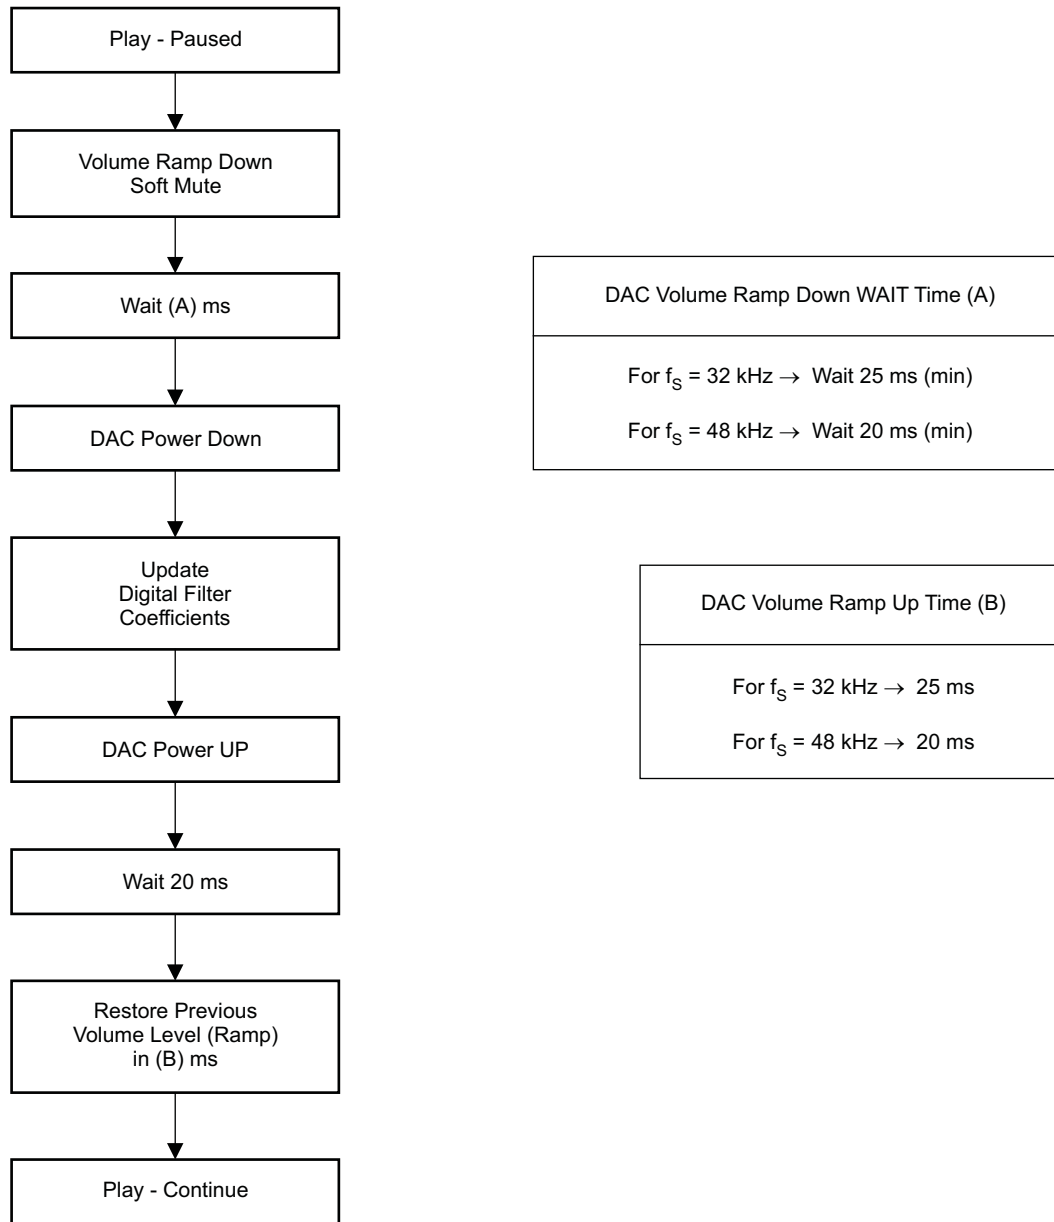 Play - Paused
Volume Ramp Down
Soft Mute
Wait (A) ms
DAC Power Down
Update
Digital Filter
Coefficients
DAC Power UP
Wait 20 ms
Restore Previous
Volume Level (Ramp)
in (B) ms
Play - Continue
DAC Volume Ramp Down WAIT Time (A)
For fS = 32 kHz → Wait 25 ms (min)
For fS = 48 kHz → Wait 20 ms (min)
DAC Volume Ramp Up Time (B)
For fS = 32 kHz → 25 ms
For fS = 48 kHz → 20 ms